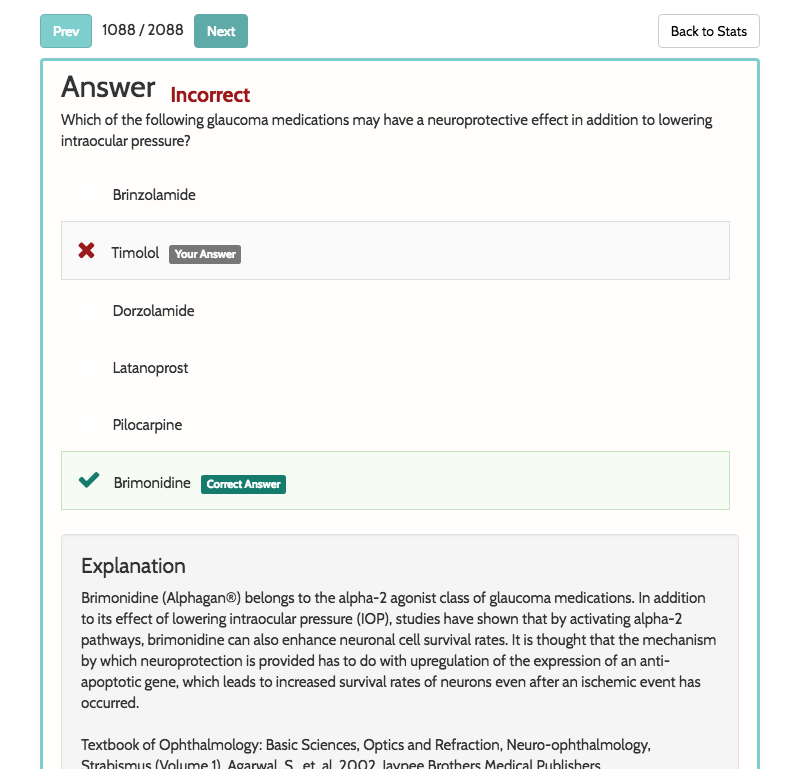 Prev 1088 / 2088 Next Back to Stats
Answer Incorrect
Which of the following glaucoma medications may have a neuroprotective effect in addition to lowering
intraocular pressure?
Brinzolamide
Timolol Your Answer
Dorzolamide
Latanoprost
Pilocarpine
Brimonidine Correct Answer
Explanation
Brimonidine (Alphagan®) belongs to the alpha-2 agonist class of glaucoma medications. In addition
to its effect of lowering intraocular pressure (IOP), studies have shown that by activating alpha-2
pathways, brimonidine can also enhance neuronal cell survival rates. It is thought that the mechanism
by which neuroprotection is provided has to do with upregulation of the expression of an anti-
apoptotic gene, which leads to increased survival rates of neurons even after an ischemic event has
occurred.
Textbook of Ophthalmology: Basic Sciences, Optics and Refraction, Neuro-ophthalmology,
Strabismus (Volume 1), Agarwal, S., et. al. 2002. Jaypee Brothers Medical Publishers